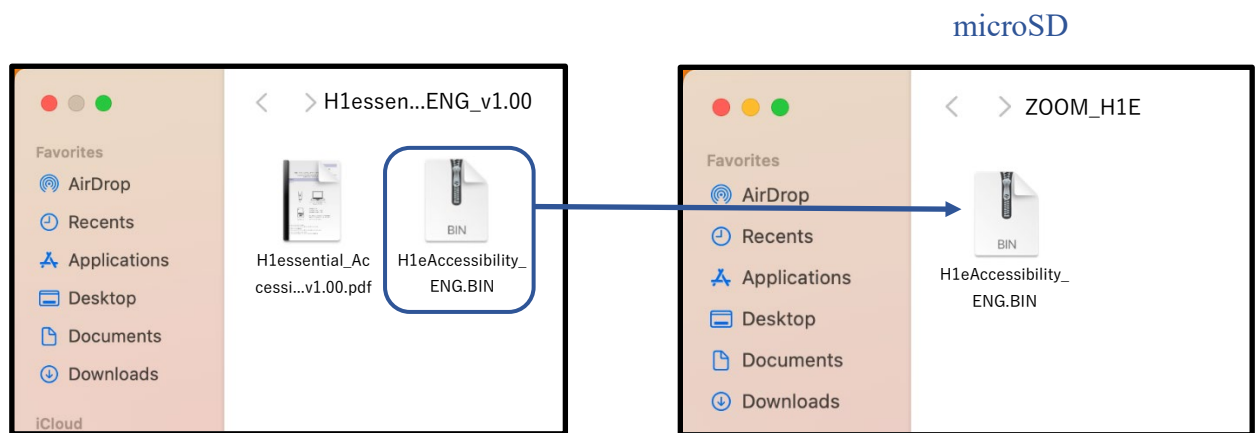 microSD
H1essen...ENG_v1.00
Favorites
AirDrop
Recents
Applications
Desktop
Documents
Downloads
iCloud
H1essential_Ac
cessi...v1.00.pdf
BIN
H1eAccessibility_
ENG.BIN
ZOOM_H1E
Favorites
AirDrop
Recents
Applications
Desktop
Documents
Downloads
BIN
H1eAccessibility_
ENG.BIN